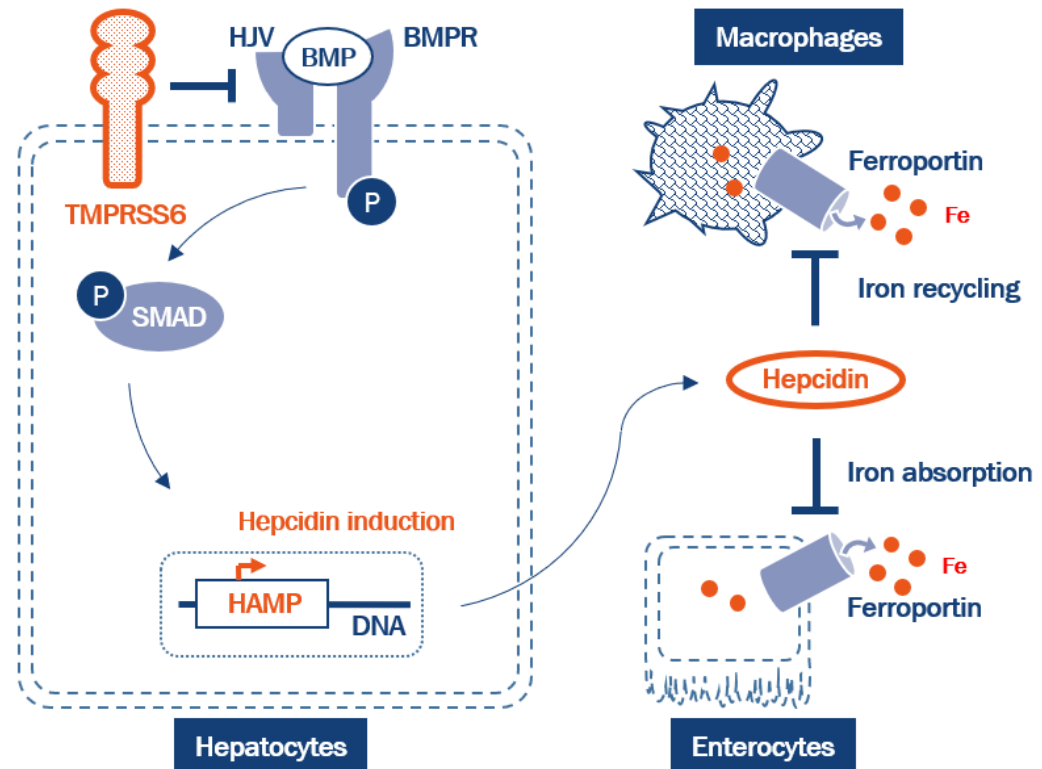 HJV
BMP
BMPR
TMPRSS6
P
P
SMAD
Hepcidin induction
HAMP
DNA
Hepatocytes
Macrophages
Ferroportin
Fe
Iron recycling
Hepcidin
Iron absorption
Fe
Ferroportin
Enterocytes